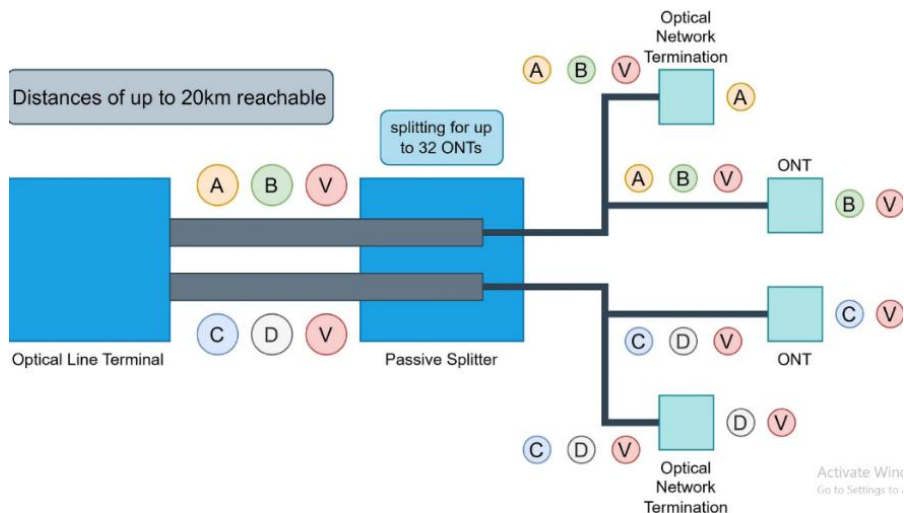 Optical
Network
Termination
A B V
A
Distances of up to 20km reachable
splitting for up
to 32 ONTs
A B V
A B V
ONT
B V
C D V
Optical Line Terminal
Passive Splitter
C D V
C V
ONT
D V
C D V
Optical
Network
Termination
Activate Wind
Go to Settings to